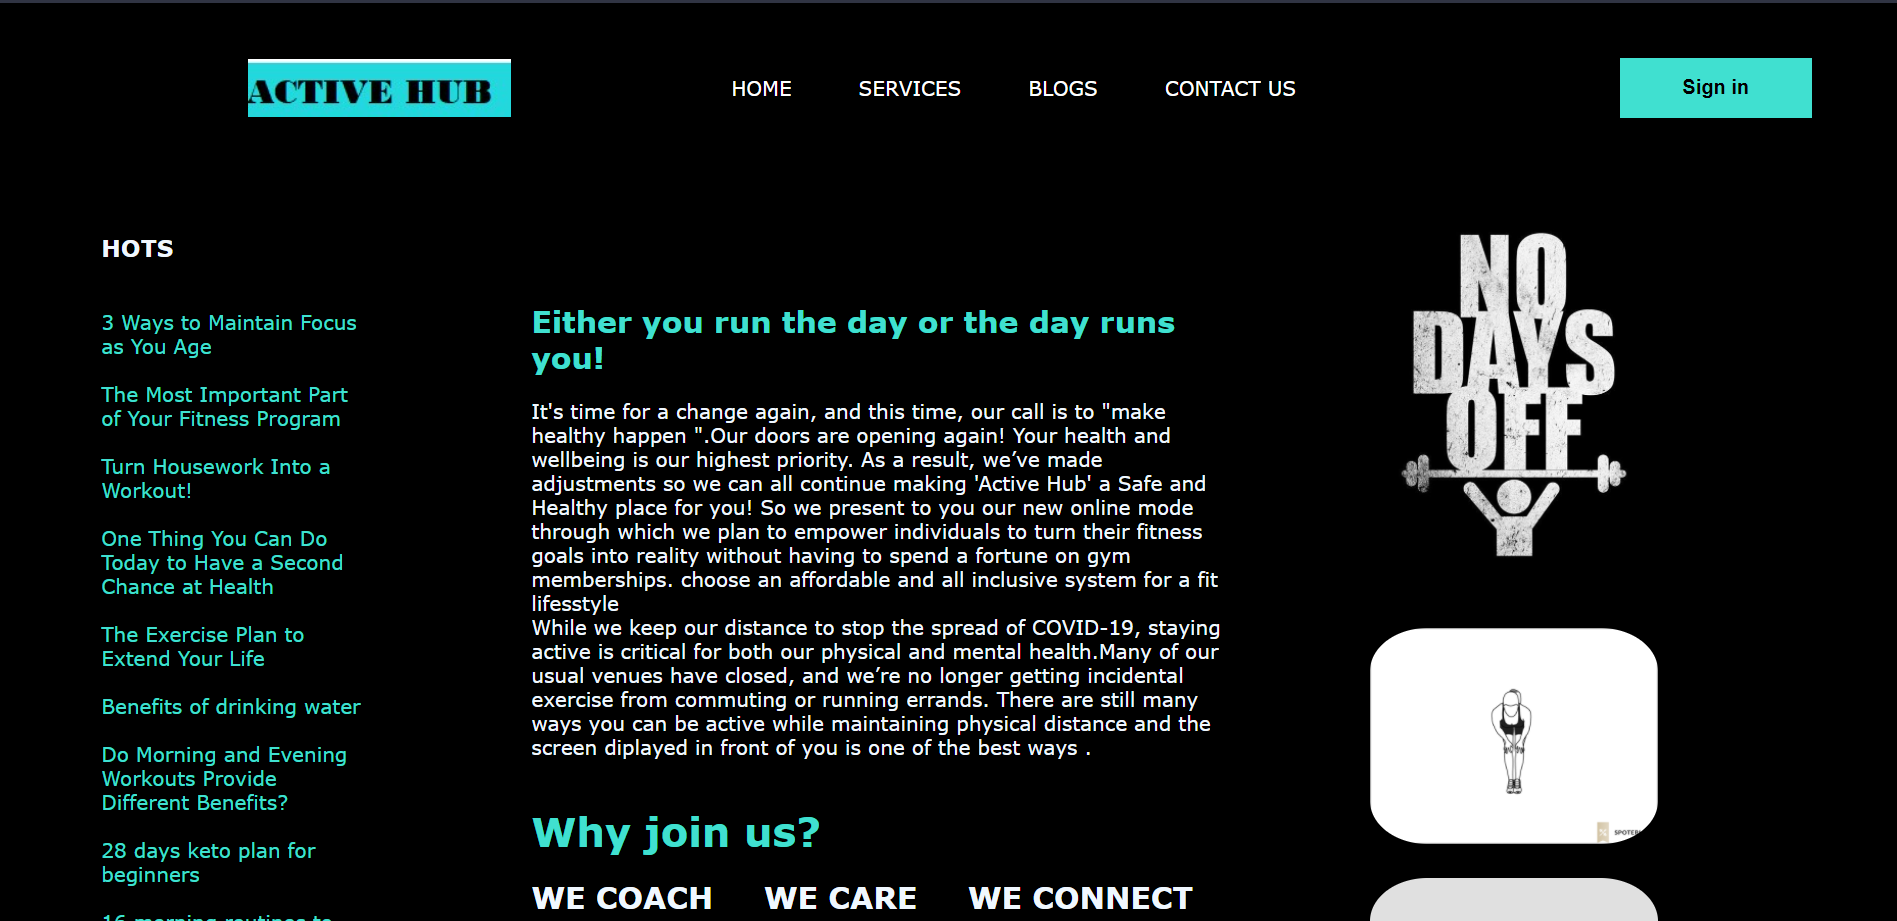 ACTIVE HUB
HOME
SERVICES
BLOGS
CONTACT US
Sign in
HOTS
3 Ways to Maintain Focus
as You Age
The Most Important Part
of Your Fitness Program
Turn Housework Into a
Workout!
One Thing You Can Do
Today to Have a Second
Chance at Health
The Exercise Plan to
Extend Your Life
Benefits of drinking water
Do Morning and Evening
Workouts Provide
Different Benefits?
28 days keto plan for
beginners
16 morning routines to
Either you run the day or the day runs
you!
It's time for a change again, and this time, our call is to "make
healthy happen ".Our doors are opening again! Your health and
wellbeing is our highest priority. As a result, we’ve made
adjustments so we can all continue making 'Active Hub' a Safe and
Healthy place for you! So we present to you our new online mode
through which we plan to empower individuals to turn their fitness
goals into reality without having to spend a fortune on gym
memberships. choose an affordable and all inclusive system for a fit
lifesstyle
While we keep our distance to stop the spread of COVID-19, staying
active is critical for both our physical and mental health.Many of our
usual venues have closed, and we’re no longer getting incidental
exercise from commuting or running errands. There are still many
ways you can be active while maintaining physical distance and the
screen diplayed in front of you is one of the best ways .
Why join us?
WE COACH
WE CARE
WE CONNECT
NO
DAYS
OFF